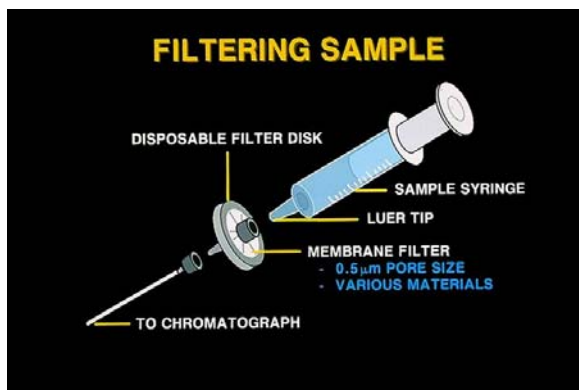 FILTERING SAMPLE
DISPOSABLE FILTER DISK
SAMPLE SYRINGE
LUER TIP
MEMBRANE FILTER
- 0.5µm PORE SIZE
- VARIOUS MATERIALS
TO CHROMATOGRAPH